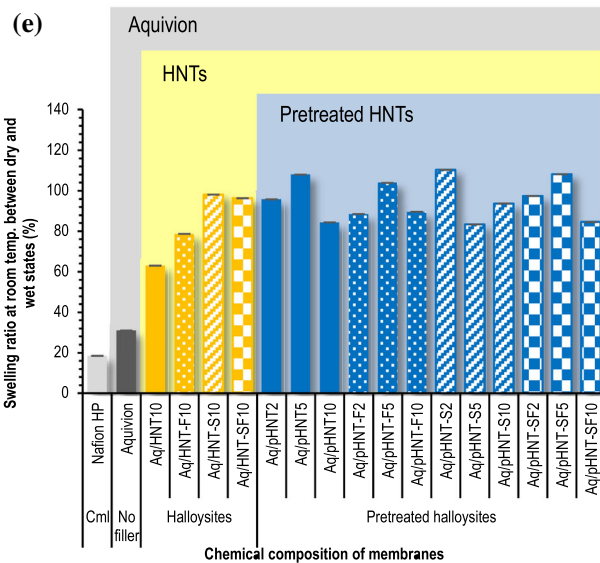 (e)
Aquivion
HNTs
Pretreated HNTs
Swelling ratio at room temp. between dry and
wet states (%)
140
120
100
80
60
40
20
0
Nafion HP
Aquivion
Aq/HNT10
Aq/HNT-F10
Aq/HNT-S10
Aq/HNT-SF10
Aq/pHNT2
Aq/pHNT5
Aq/pHNT10
Aq/pHNT-F2
Aq/pHNT-F5
Aq/pHNT-F10
Aq/pHNT-S2
Aq/pHNT-S5
Aq/pHNT-S10
Aq/pHNT-SF2
Aq/pHNT-SF5
Aq/pHNT-SF10
Cml
No
filler
Halloysites
Pretreated halloysites
Chemical composition of membranes